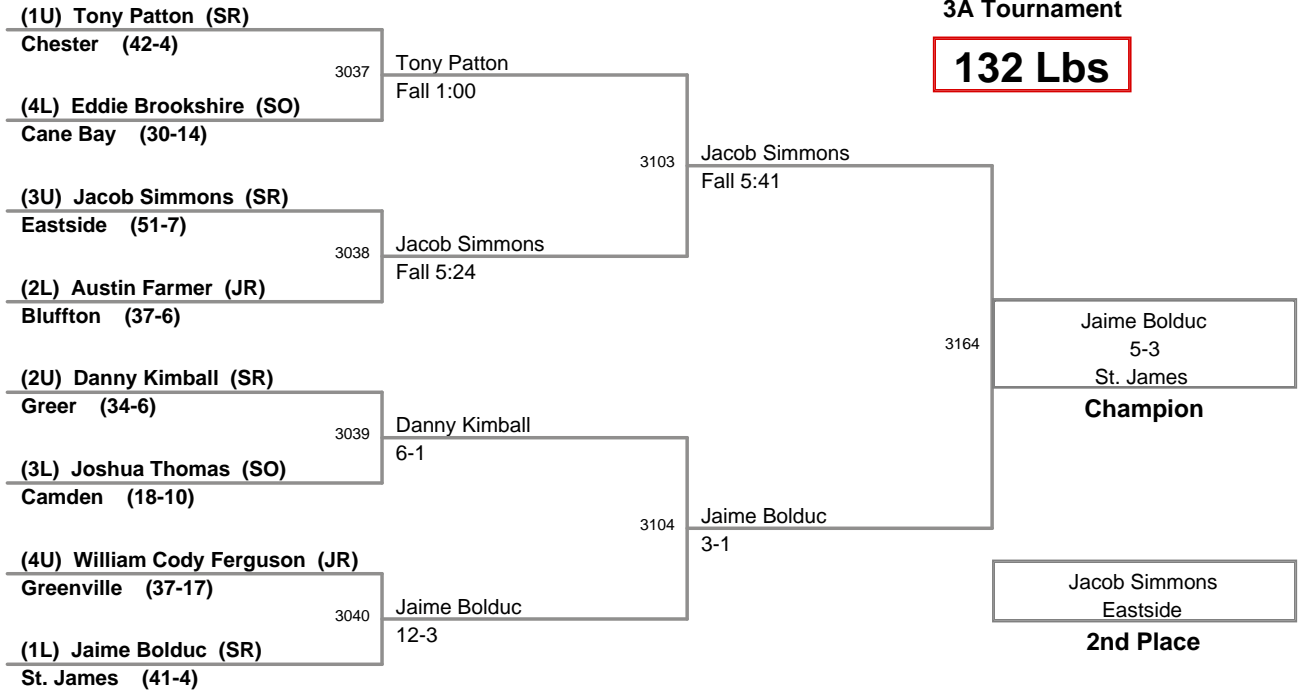 3A Tournament
132 Lbs
(1U) Tony Patton (SR)
Chester (42-4)
3037
Tony Patton
Fall 1:00
(4L) Eddie Brookshire (SO)
Cane Bay (30-14)
3103
Jacob Simmons
Fall 5:41
(3U) Jacob Simmons (SR)
Eastside (51-7)
3038
Jacob Simmons
Fall 5:24
(2L) Austin Farmer (JR)
Bluffton (37-6)
3164
Jaime Bolduc
5-3
St. James
Champion
(2U) Danny Kimball (SR)
Greer (34-6)
3039
Danny Kimball
6-1
(3L) Joshua Thomas (SO)
Camden (18-10)
3104
Jaime Bolduc
3-1
(4U) William Cody Ferguson (JR)
Greenville (37-17)
3040
Jaime Bolduc
12-3
(1L) Jaime Bolduc (SR)
St. James (41-4)
Jacob Simmons
Eastside
2nd Place